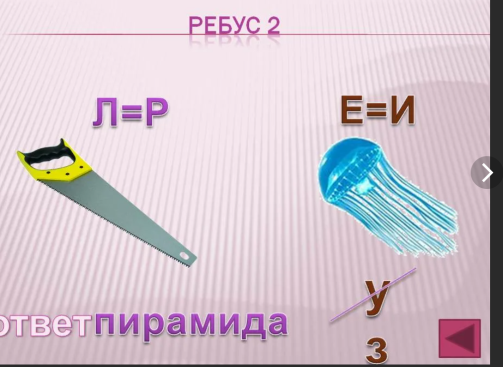 РЕБУС 2
Л=Р
Е=И
у
ответпирамида
з